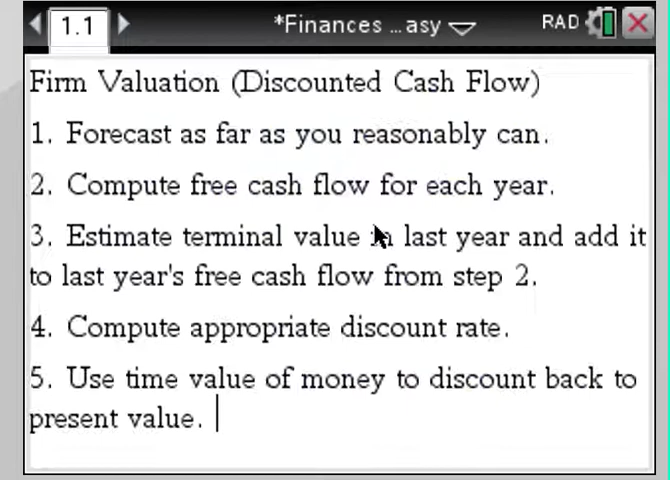 1.1 *Finances …asy RAD
Firm Valuation (Discounted Cash Flow)
1. Forecast as far as you reasonably can.
2. Compute free cash flow for each year.
3. Estimate terminal value in last year and add it
to last year's free cash flow from step 2.
4. Compute appropriate discount rate.
5. Use time value of money to discount back to
present value.